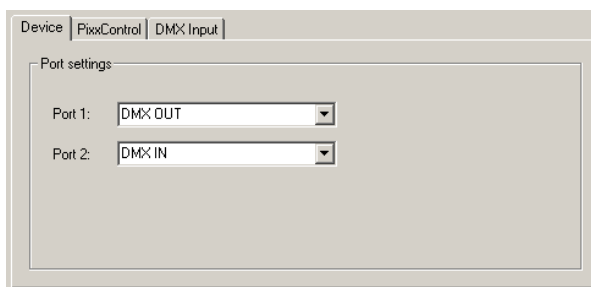 Device PixxControl DMX Input
Port settings
Port 1: DMX OUT
Port 2: DMX IN